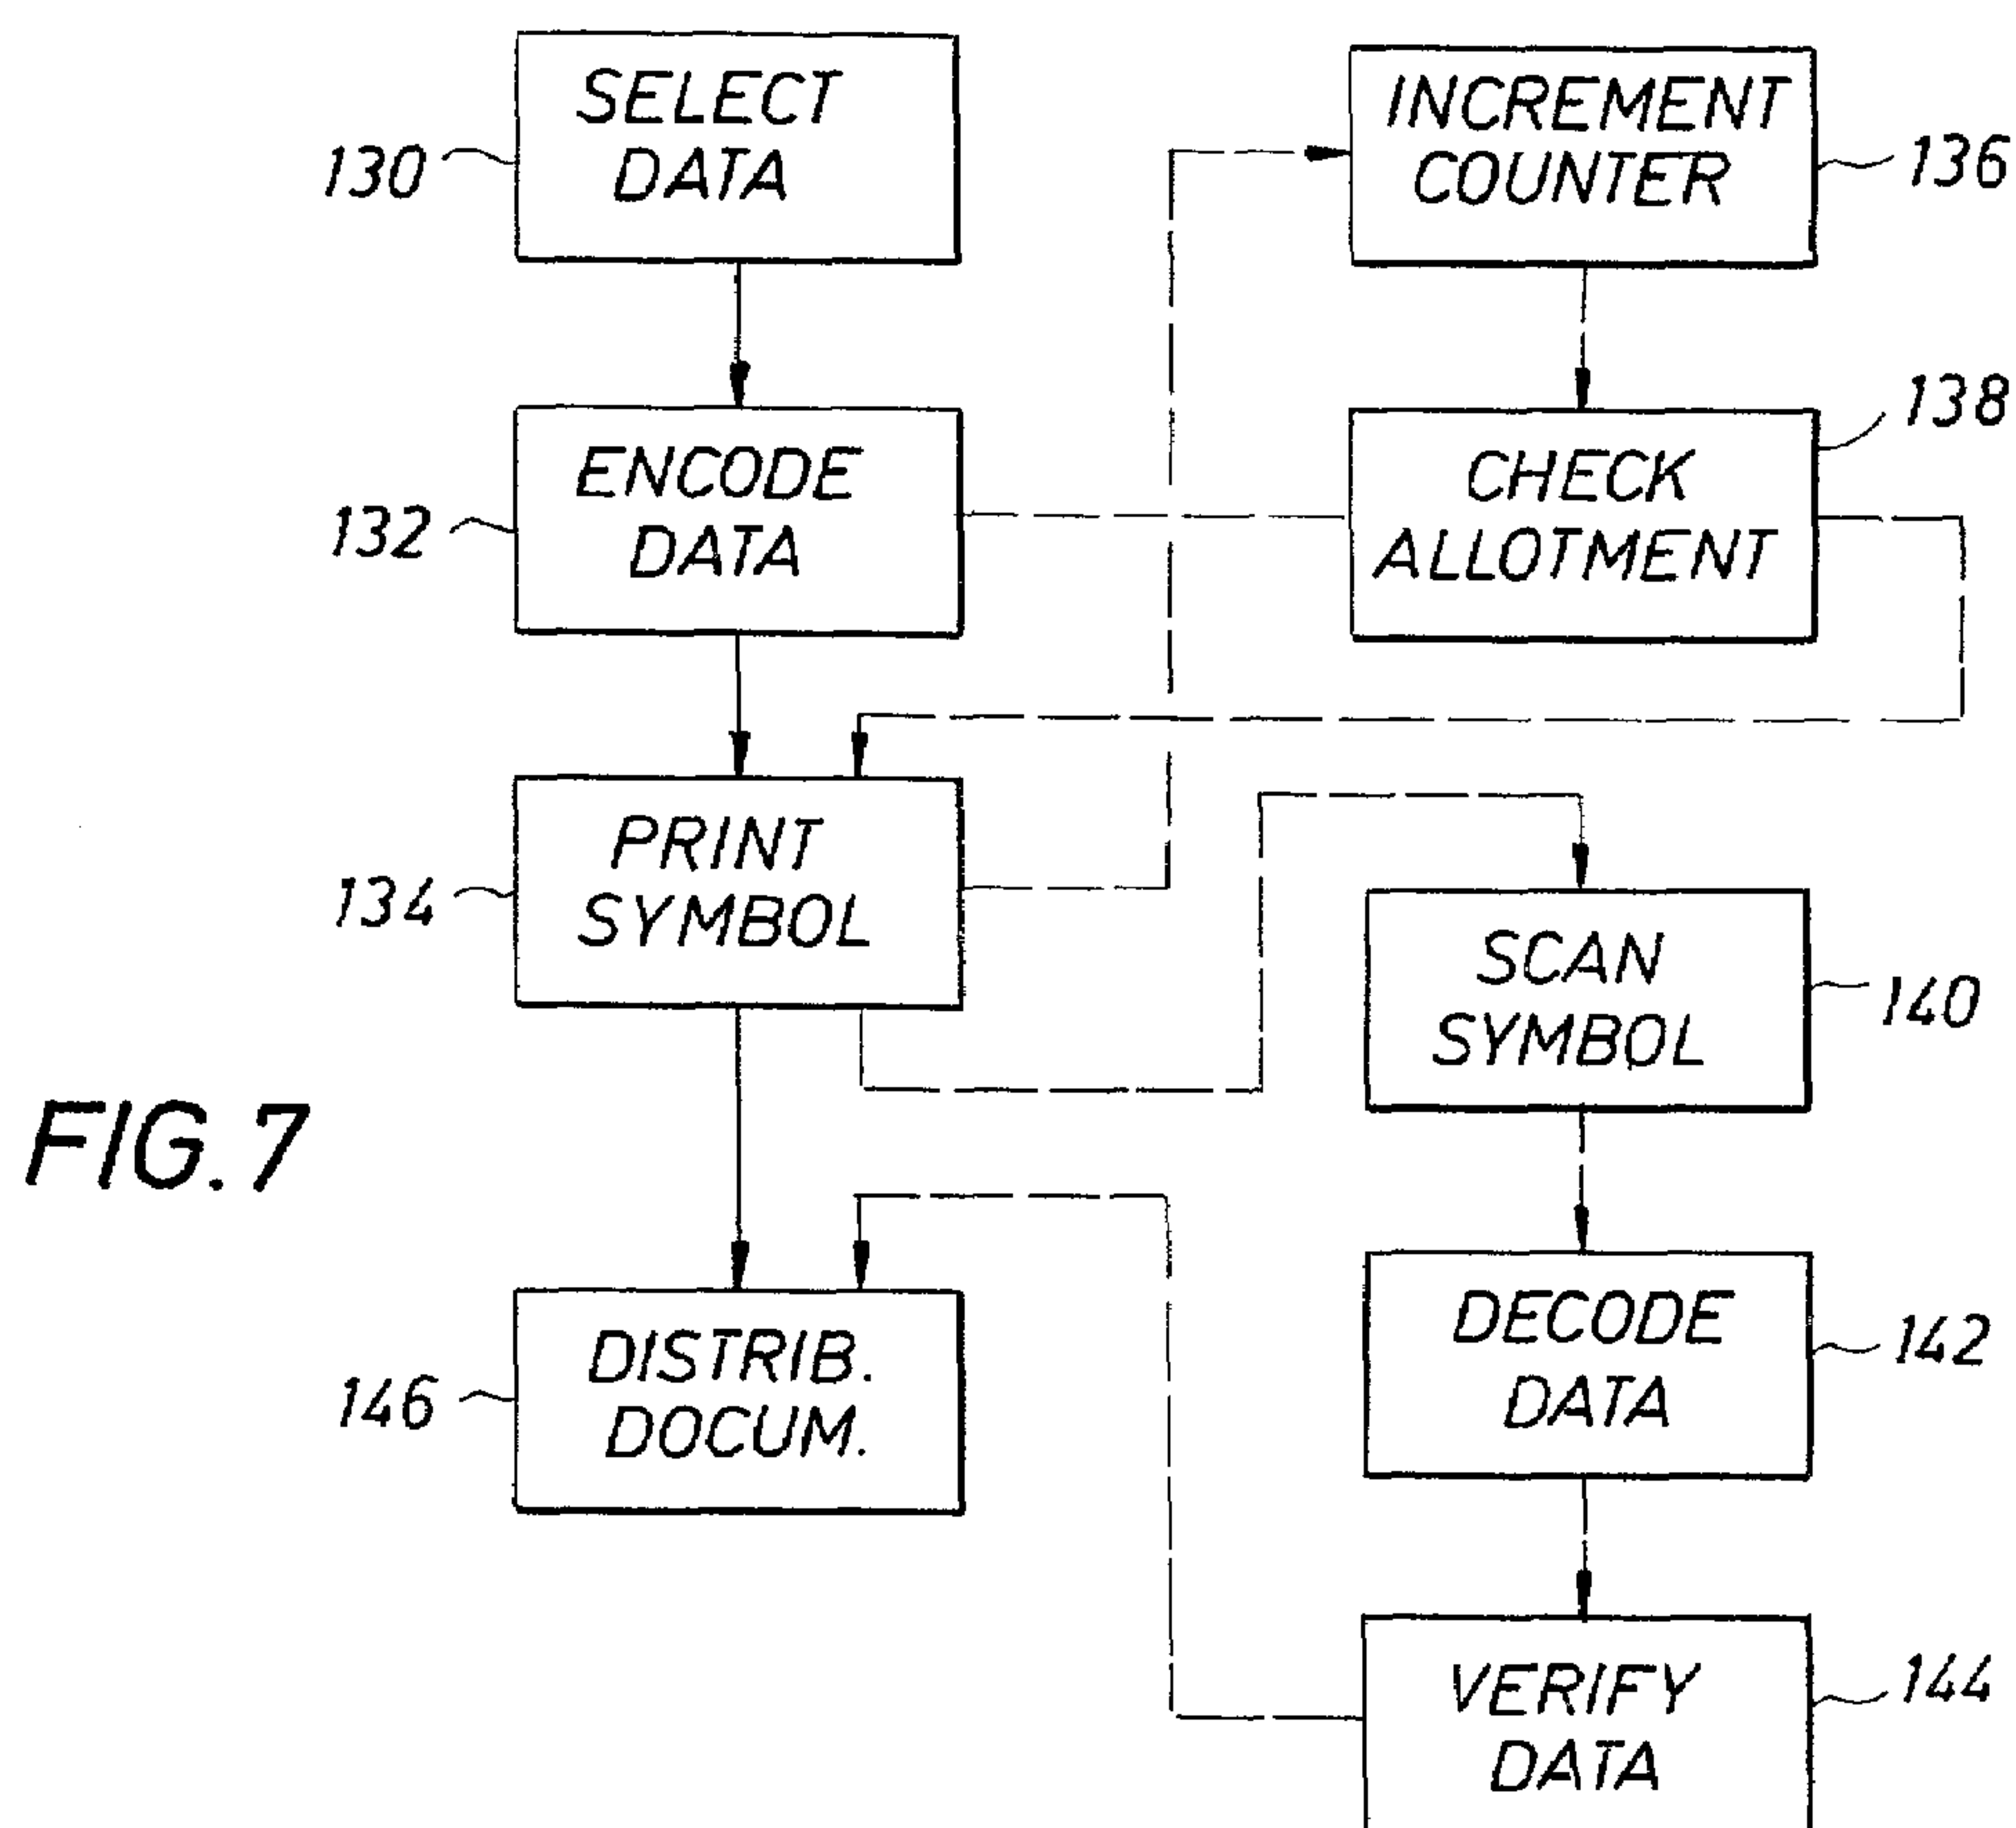 SELECT
DATA
130
INCREMENT
COUNTER
136
ENCODE
DATA
132
CHECK
ALLOTMENT
138
PRINT
SYMBOL
134
SCAN
SYMBOL
140
FIG. 7
DISTRIB.
DOCUM.
146
DECODE
DATA
142
VERIFY
DATA
144